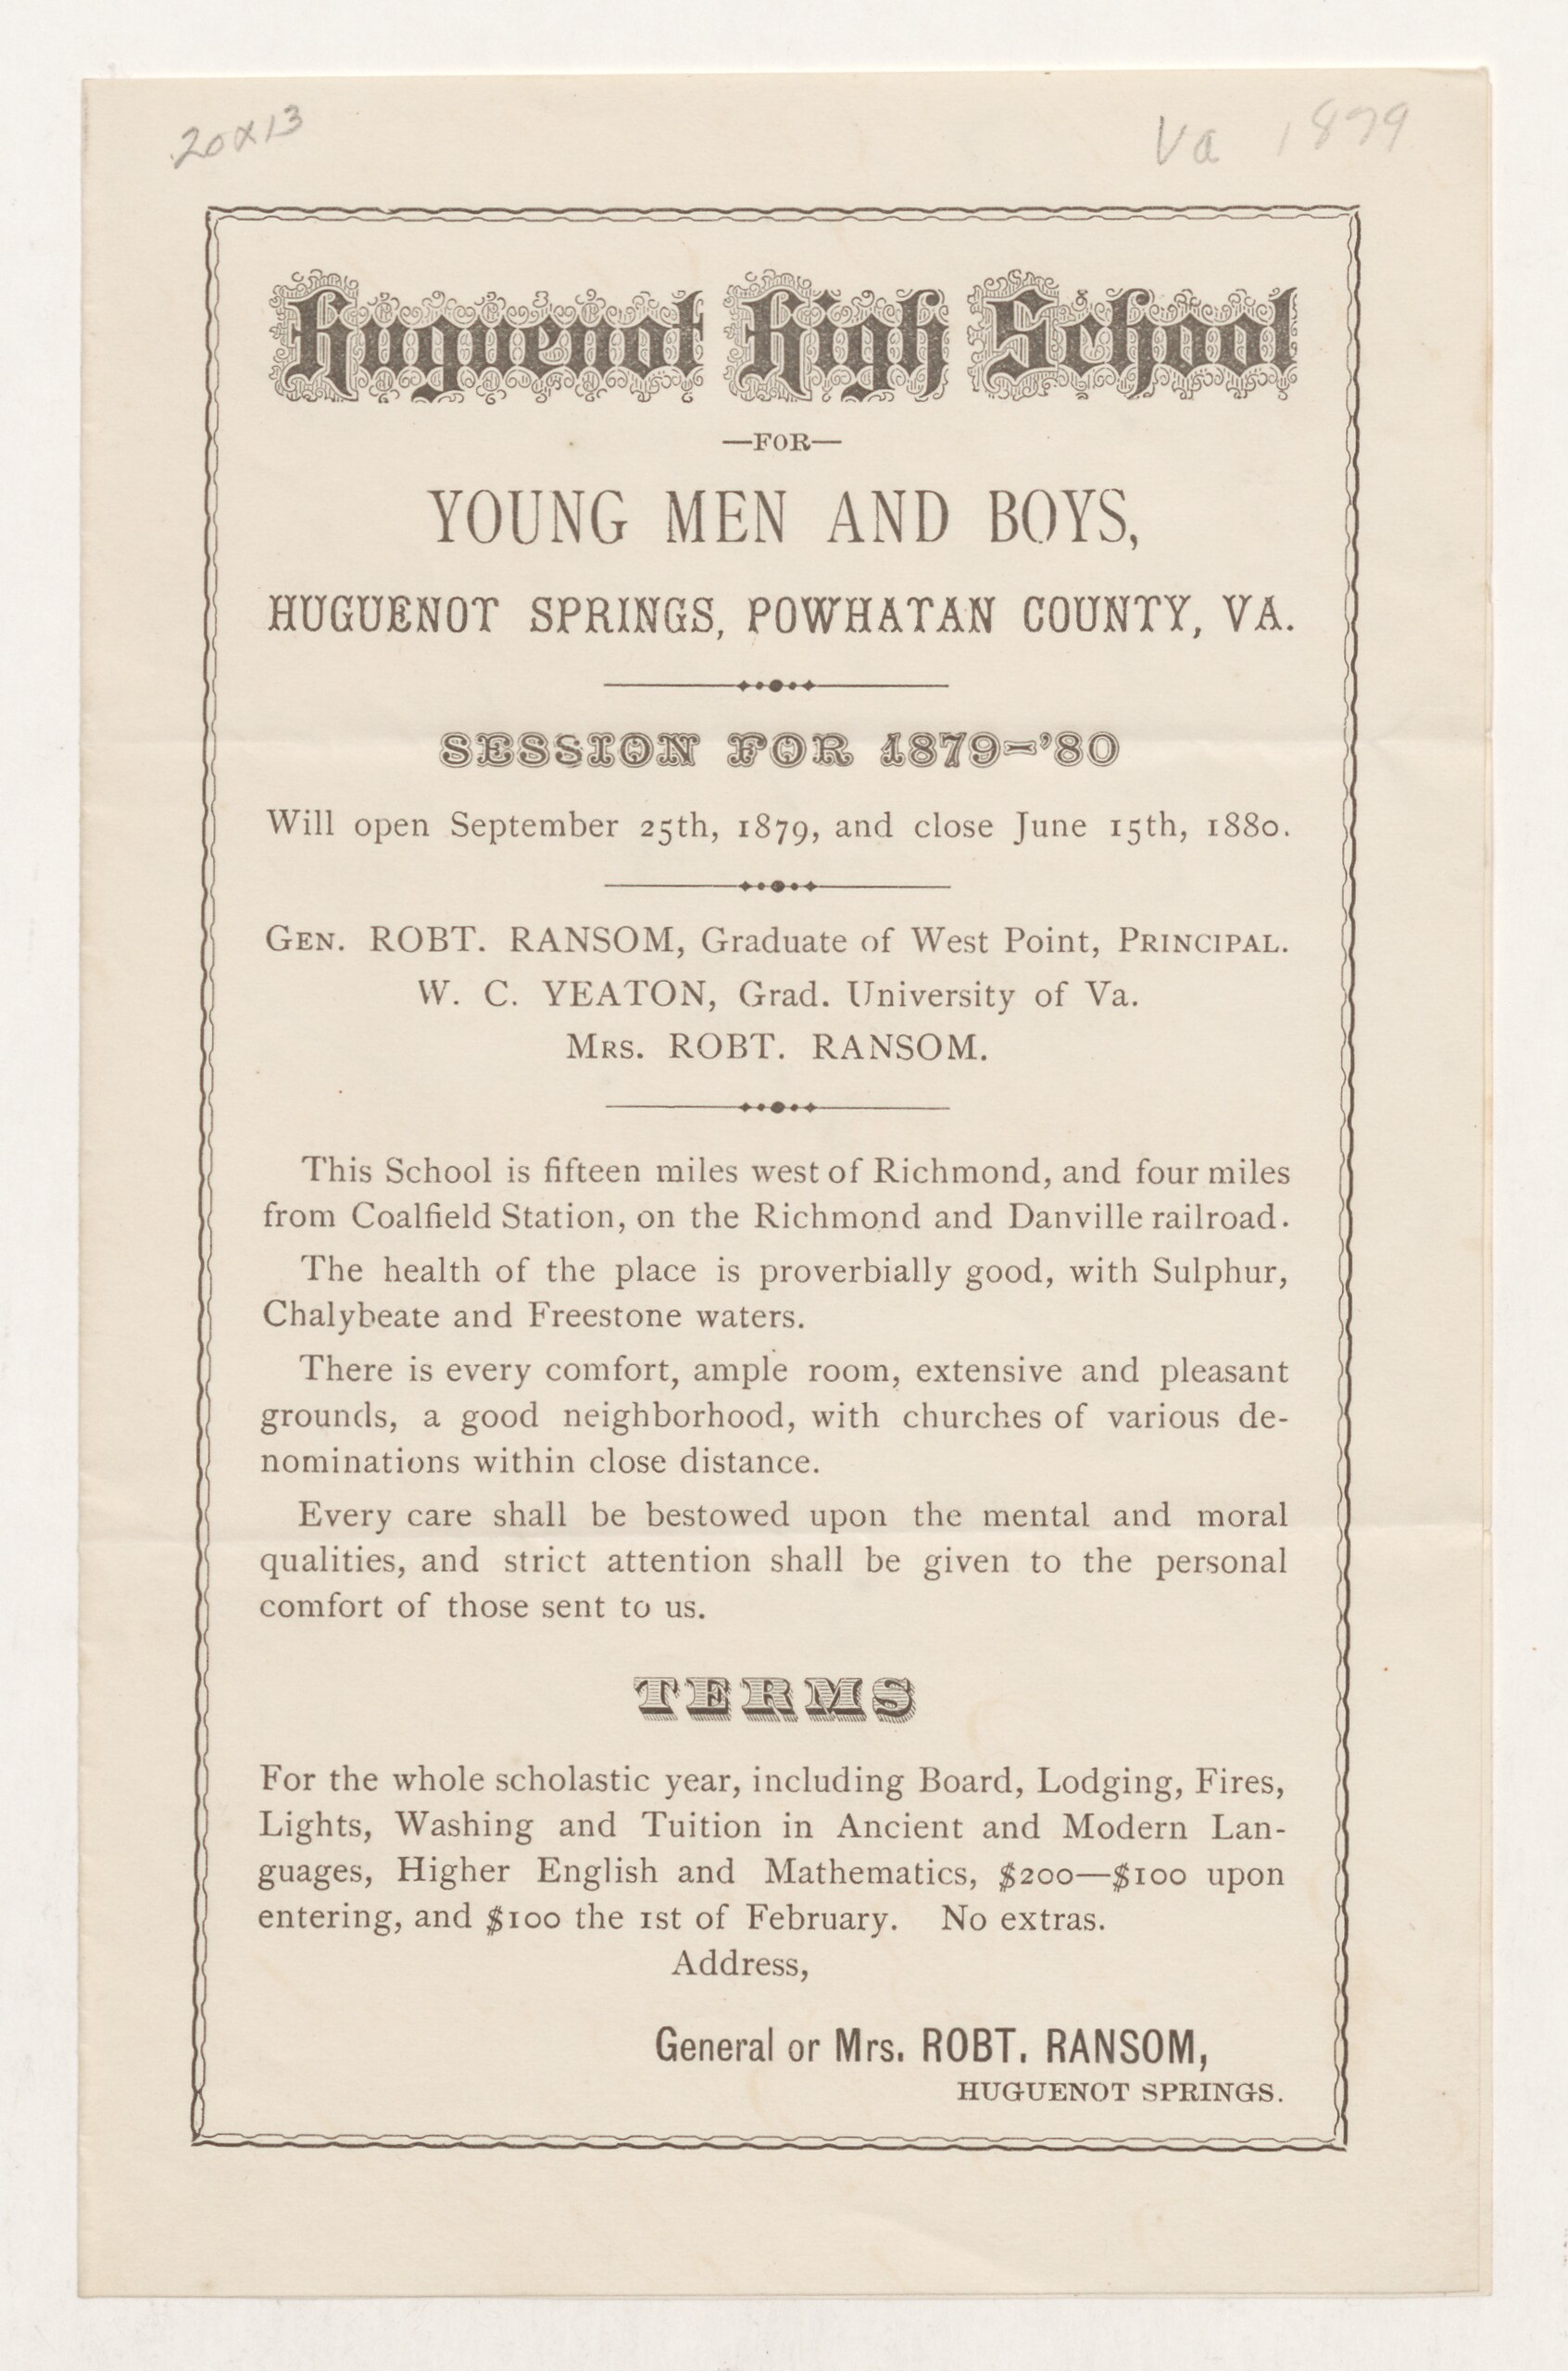 20x13
Va 1879
Huguenot High School
—FOR—
YOUNG MEN AND BOYS,
HUGUENOT SPRINGS, POWHATAN COUNTY, VA.
SESSION FOR 1879-'80
Will open September 25th, 1879, and close June 15th, 1880.
GEN. ROBT. RANSOM, Graduate of West Point, PRINCIPAL.
W. C. YEATON, Grad. University of Va.
MRS. ROBT. RANSOM.
This School is fifteen miles west of Richmond, and four miles
from Coalfield Station, on the Richmond and Danville railroad.
The health of the place is proverbially good, with Sulphur,
Chalybeate and Freestone waters.
There is every comfort, ample room, extensive and pleasant
grounds, a good neighborhood, with churches of various de-
nominations within close distance.
Every care shall be bestowed upon the mental and moral
qualities, and strict attention shall be given to the personal
comfort of those sent to us.
TERMS
For the whole scholastic year, including Board, Lodging, Fires,
Lights, Washing and Tuition in Ancient and Modern Lan-
guages, Higher English and Mathematics, $200—$100 upon
entering, and $100 the 1st of February. No extras.
Address,
General or Mrs. ROBT. RANSOM,
HUGUENOT SPRINGS.